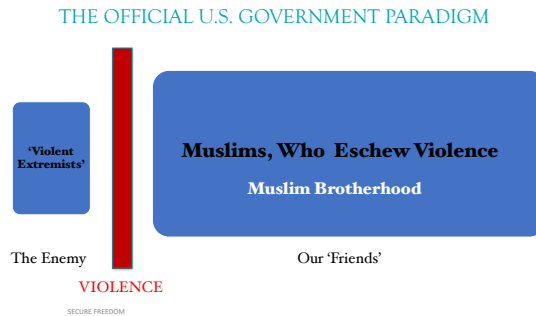 THE OFFICIAL U.S. GOVERNMENT PARADIGM
‘Violent
Extremists’
Muslims, Who Eschew Violence
Muslim Brotherhood
The Enemy
Our ‘Friends’
VIOLENCE
SECURE FREEDOM